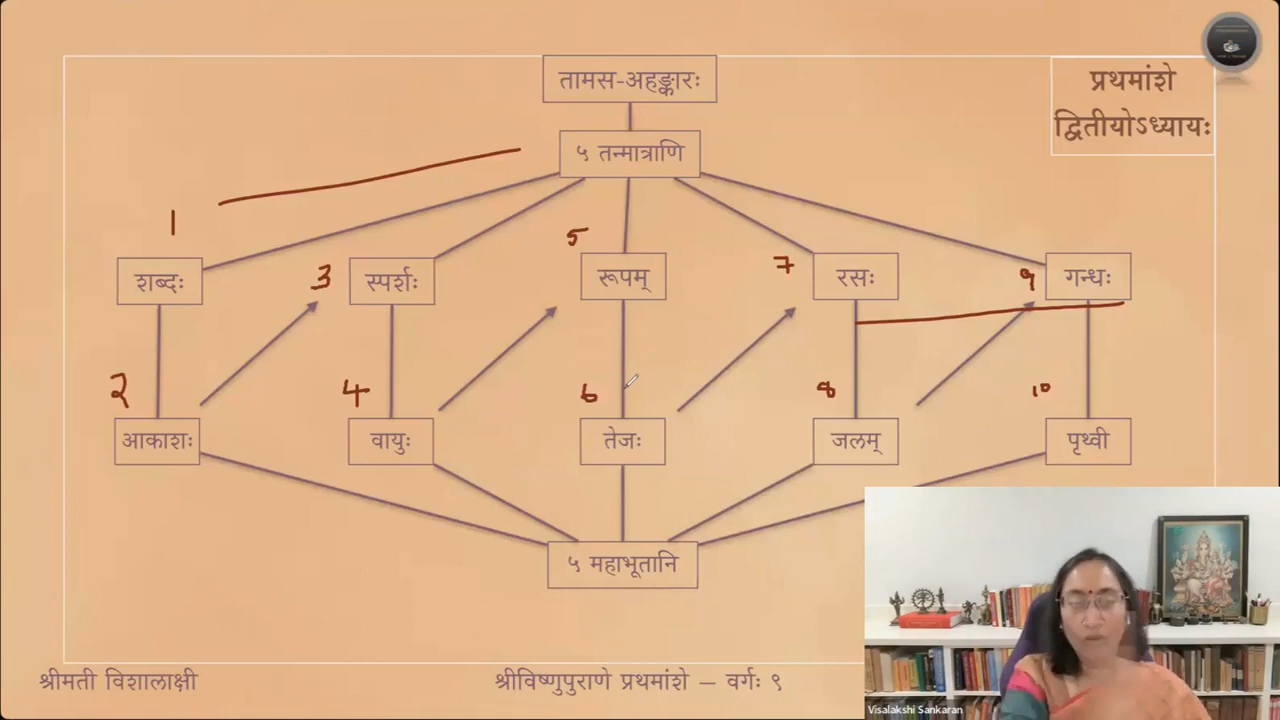 तामस-अहङ्कारः
प्रथमांशे
द्वितीयोऽध्यायः
५ तन्मात्राणि
1
3
5
7
9
शब्दः
स्पर्शः
रूपम्
रसः
गन्धः
2
4
6
8
10
आकाशः
वायुः
तेजः
जलम्
पृथ्वी
५ महाभूतानि
श्रीमती विशालाक्षी
श्रीविष्णुपुराणे प्रथमांशे – वर्गः ९
Visalakshi Sankaran